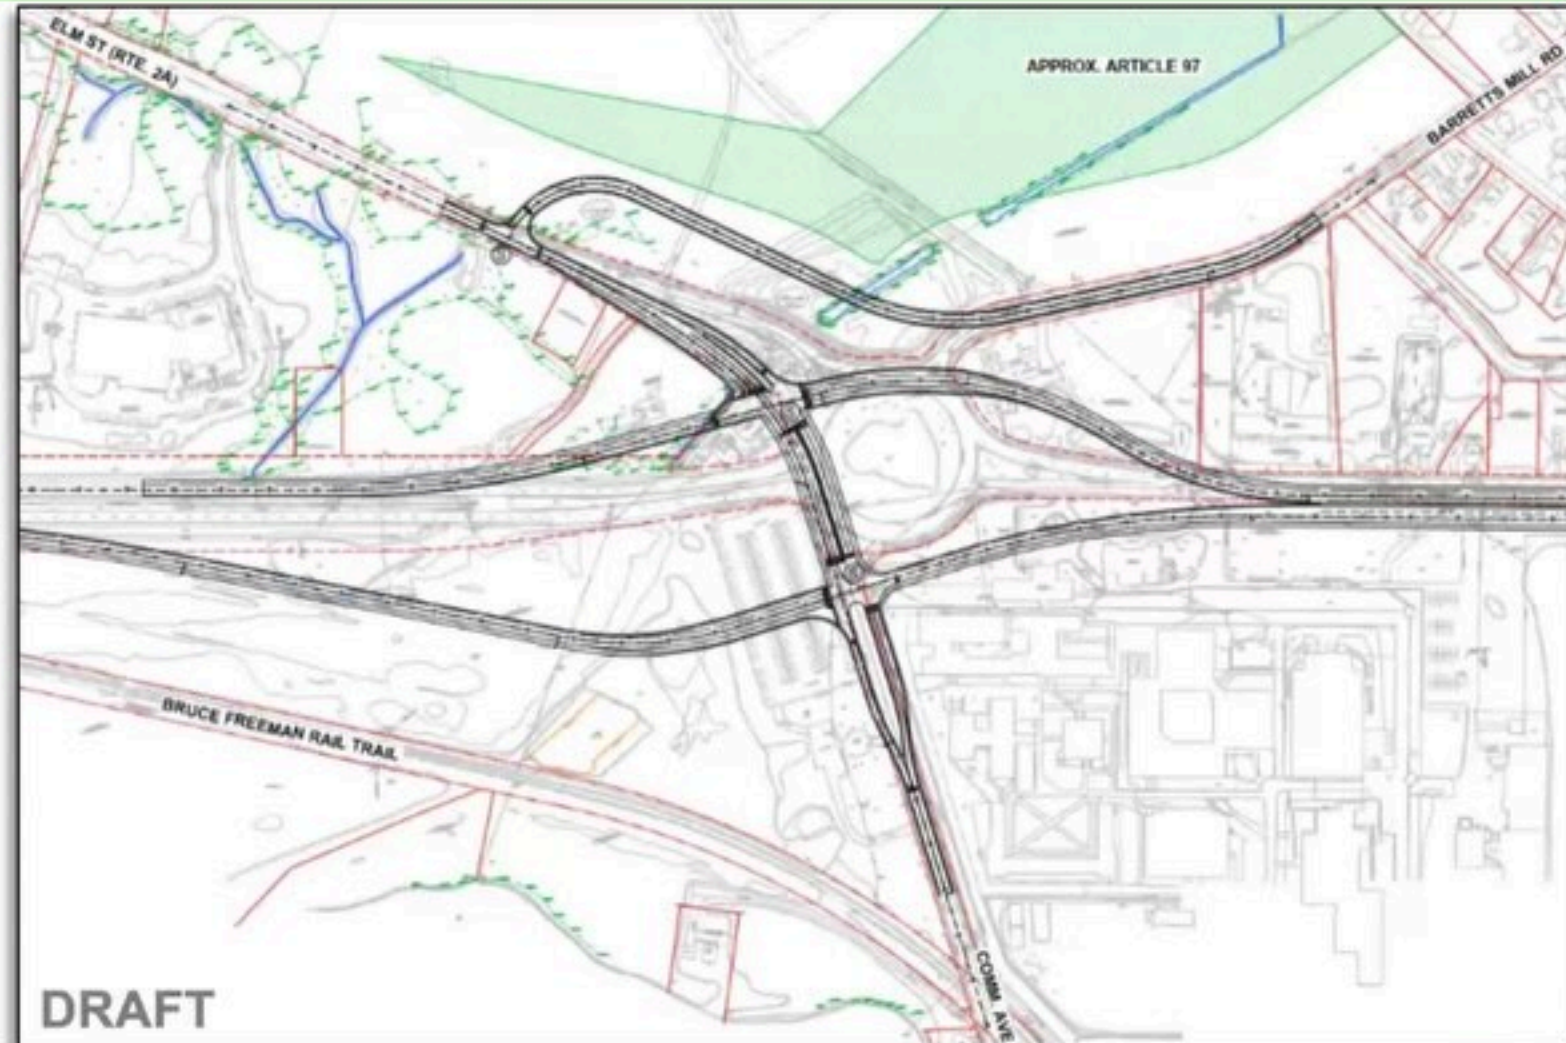 ELM ST (RTE. 2A)
APPROX. ARTICLE 97
BARRETTS MILL RD
BRUCE FREEMAN RAIL TRAIL
COMM. AVE
DRAFT